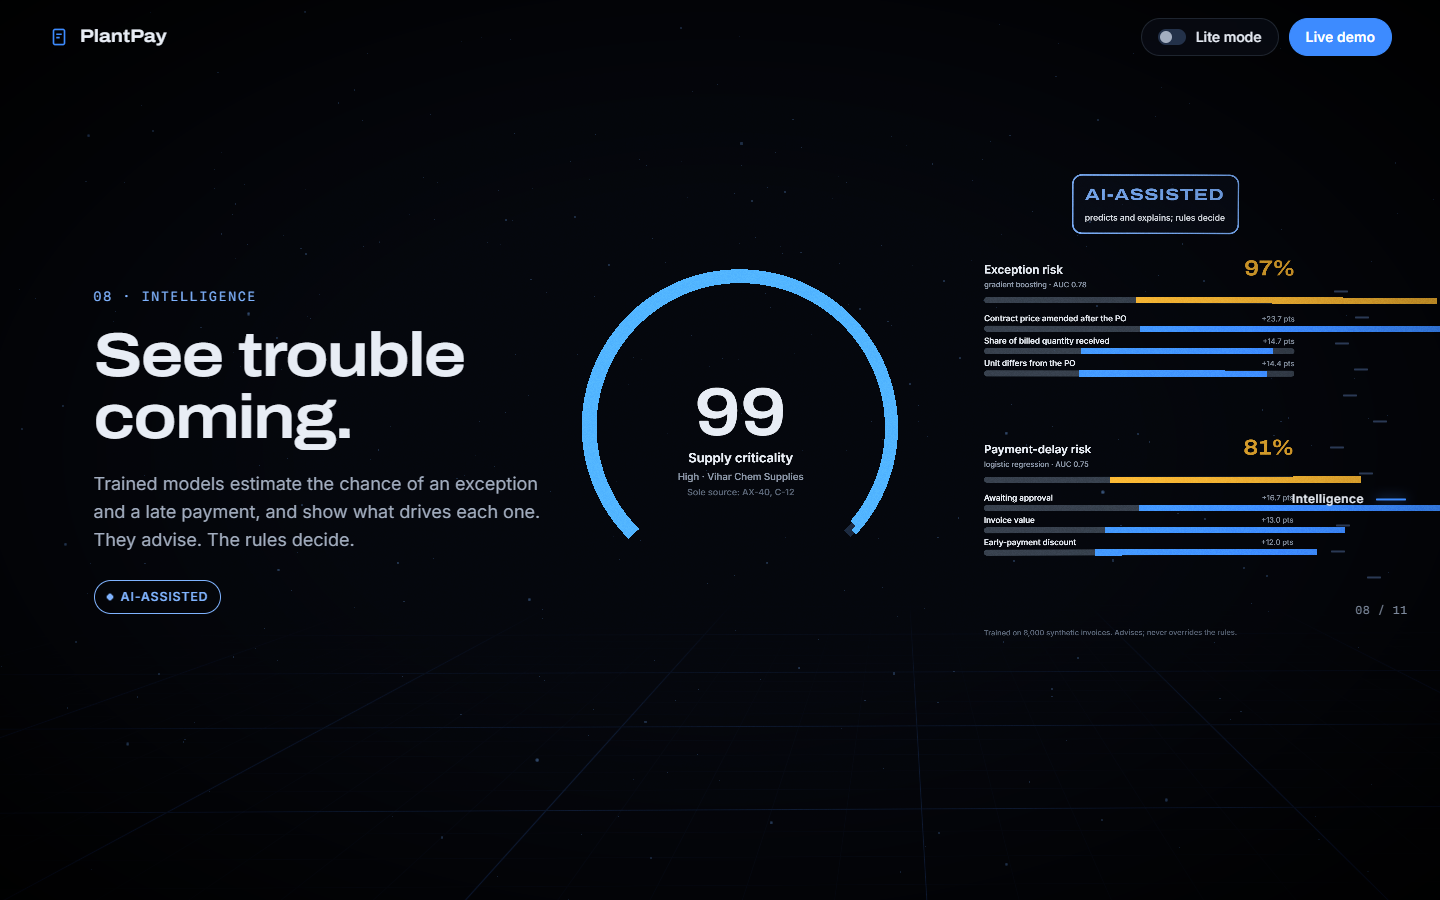 PlantPay
Lite mode
Live demo
08 · INTELLIGENCE
See trouble
coming.
Trained models estimate the chance of an exception
and a late payment, and show what drives each one.
They advise. The rules decide.
AI-ASSISTED
99
Supply criticality
High · Vihar Chem Supplies
Sole source: AX-40, C-12
AI-ASSISTED
predicts and explains; rules decide
Exception risk
97%
gradient boosting · AUC 0.78
Contract price amended after the PO
+23.7 pts
Share of billed quantity received
+14.7 pts
Unit differs from the PO
+14.4 pts
Payment-delay risk
81%
logistic regression · AUC 0.75
Awaiting approval
+16.7 pts
Intelligence
Invoice value
+13.0 pts
Early-payment discount
+12.0 pts
08 / 11
Trained on 8,000 synthetic invoices. Advises; never overrides the rules.